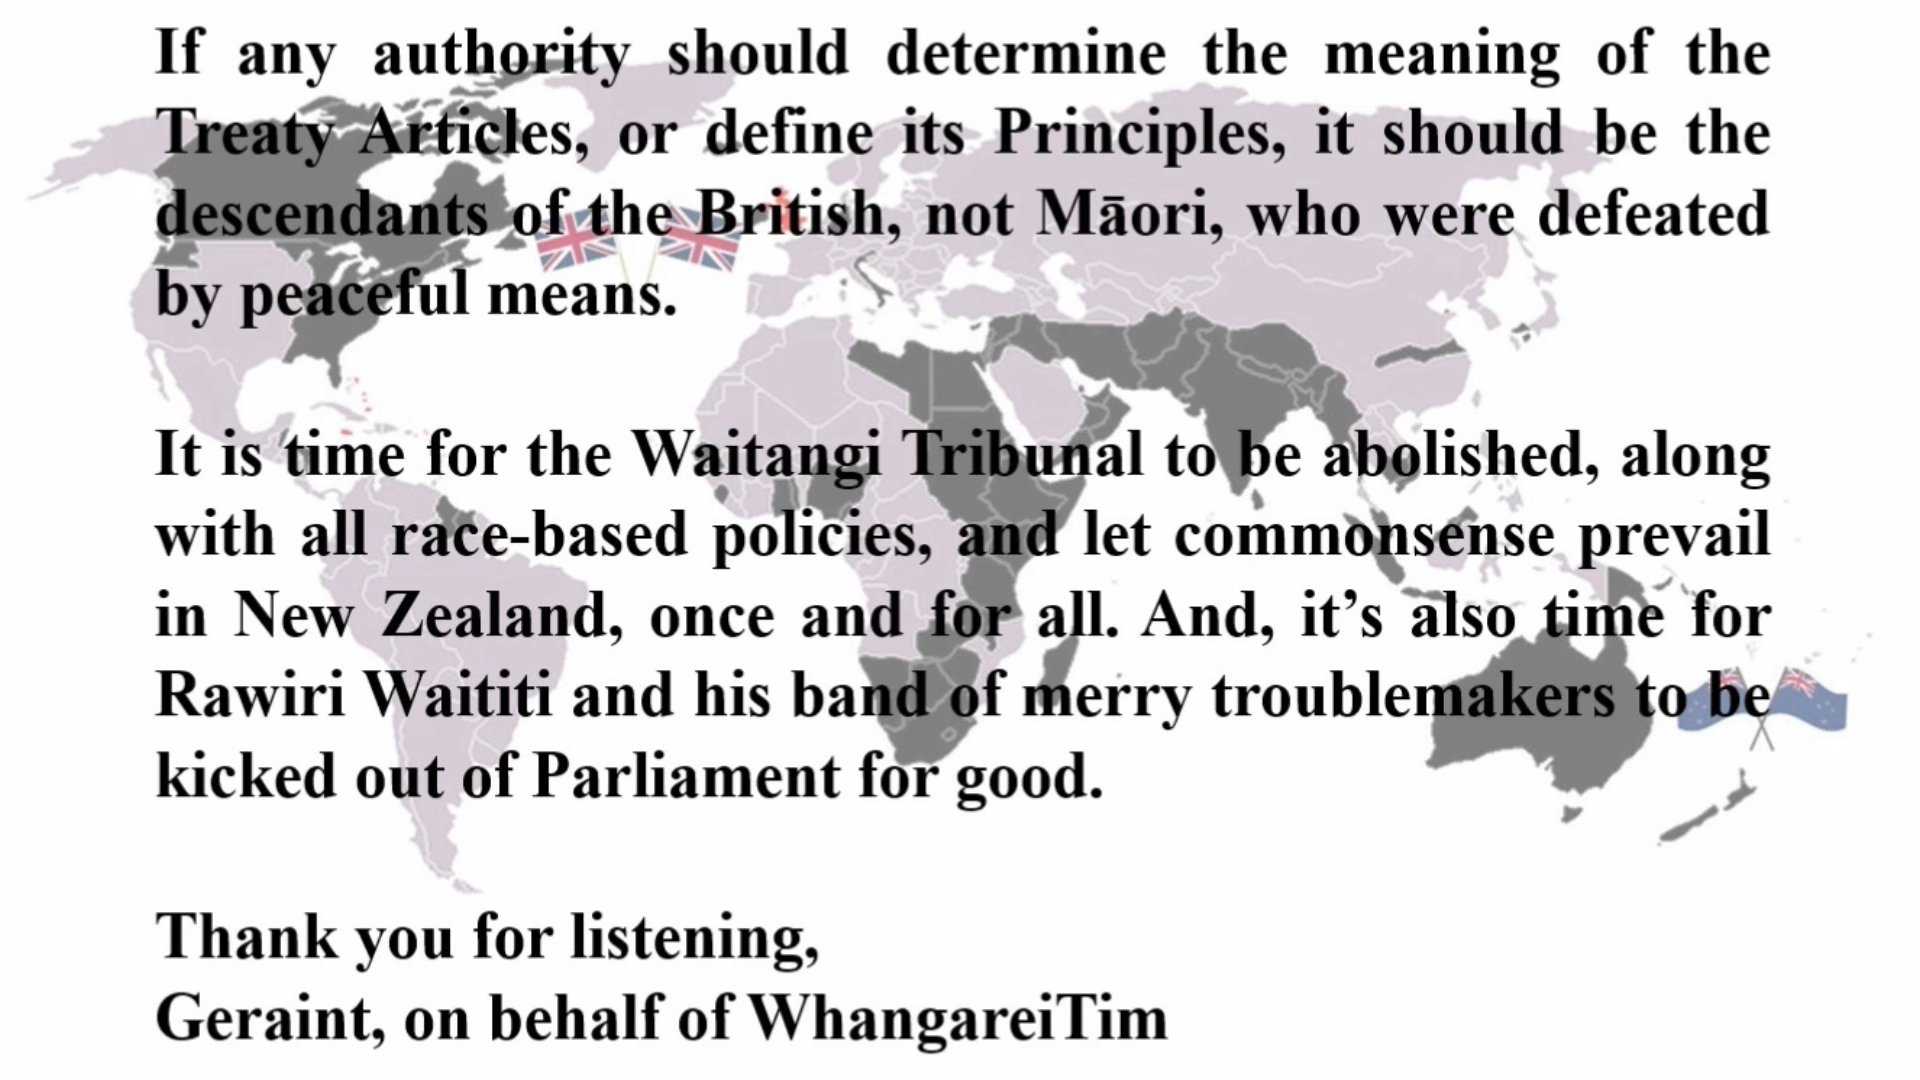 If any authority should determine the meaning of the
Treaty Articles, or define its Principles, it should be the
descendants of the British, not Māori, who were defeated
by peaceful means.
It is time for the Waitangi Tribunal to be abolished, along
with all race-based policies, and let commonsense prevail
in New Zealand, once and for all. And, it’s also time for
Rawiri Waititi and his band of merry troublemakers to be
kicked out of Parliament for good.
Thank you for listening,
Geraint, on behalf of WhangareiTim